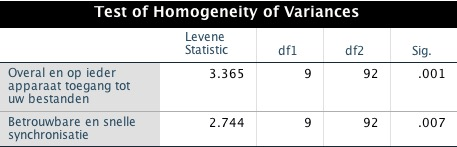 Test of Homogeneity of Variances
Levene
Statistic df1 df2 Sig.
Overal en op ieder
apparaat toegang tot
uw bestanden 3.365 9 92 .001
Betrouwbare en snelle
synchronisatie 2.744 9 92 .007